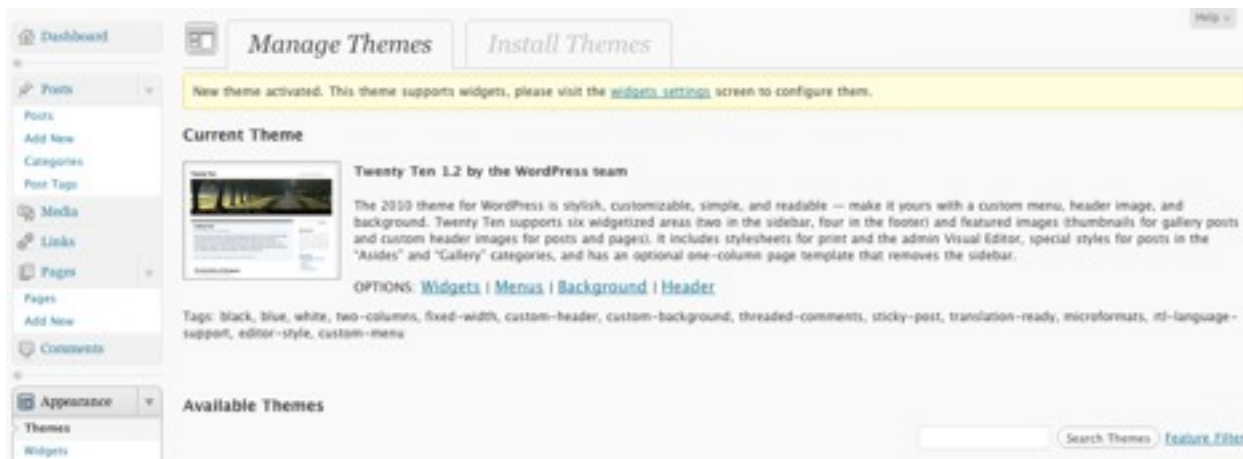 Help
Dashboard
Manage Themes
Install Themes
Posts
New theme activated. This theme supports widgets, please visit the widgets settings screen to configure them.
Posts
Add New
Categories
Post Tags
Media
Links
Pages
Pages
Add New
Comments
Appearance
Themes
Widgets
Current Theme
Twenty Ten 1.2 by the WordPress team
The 2010 theme for WordPress is stylish, customizable, simple, and readable — make it yours with a custom menu, header image, and
background. Twenty Ten supports six widgetized areas (two in the sidebar, four in the footer) and featured images (thumbnails for gallery posts
and custom header images for posts and pages). It includes stylesheets for print and the admin Visual Editor, special styles for posts in the
"Asides" and "Gallery" categories, and has an optional one-column page template that removes the sidebar.
OPTIONS: Widgets | Menus | Background | Header
Tags: black, blue, white, two-columns, fixed-width, custom-header, custom-background, threaded-comments, sticky-post, translation-ready, microformats, rtl-language-
support, editor-style, custom-menu
Available Themes
Search Themes
Feature Filter